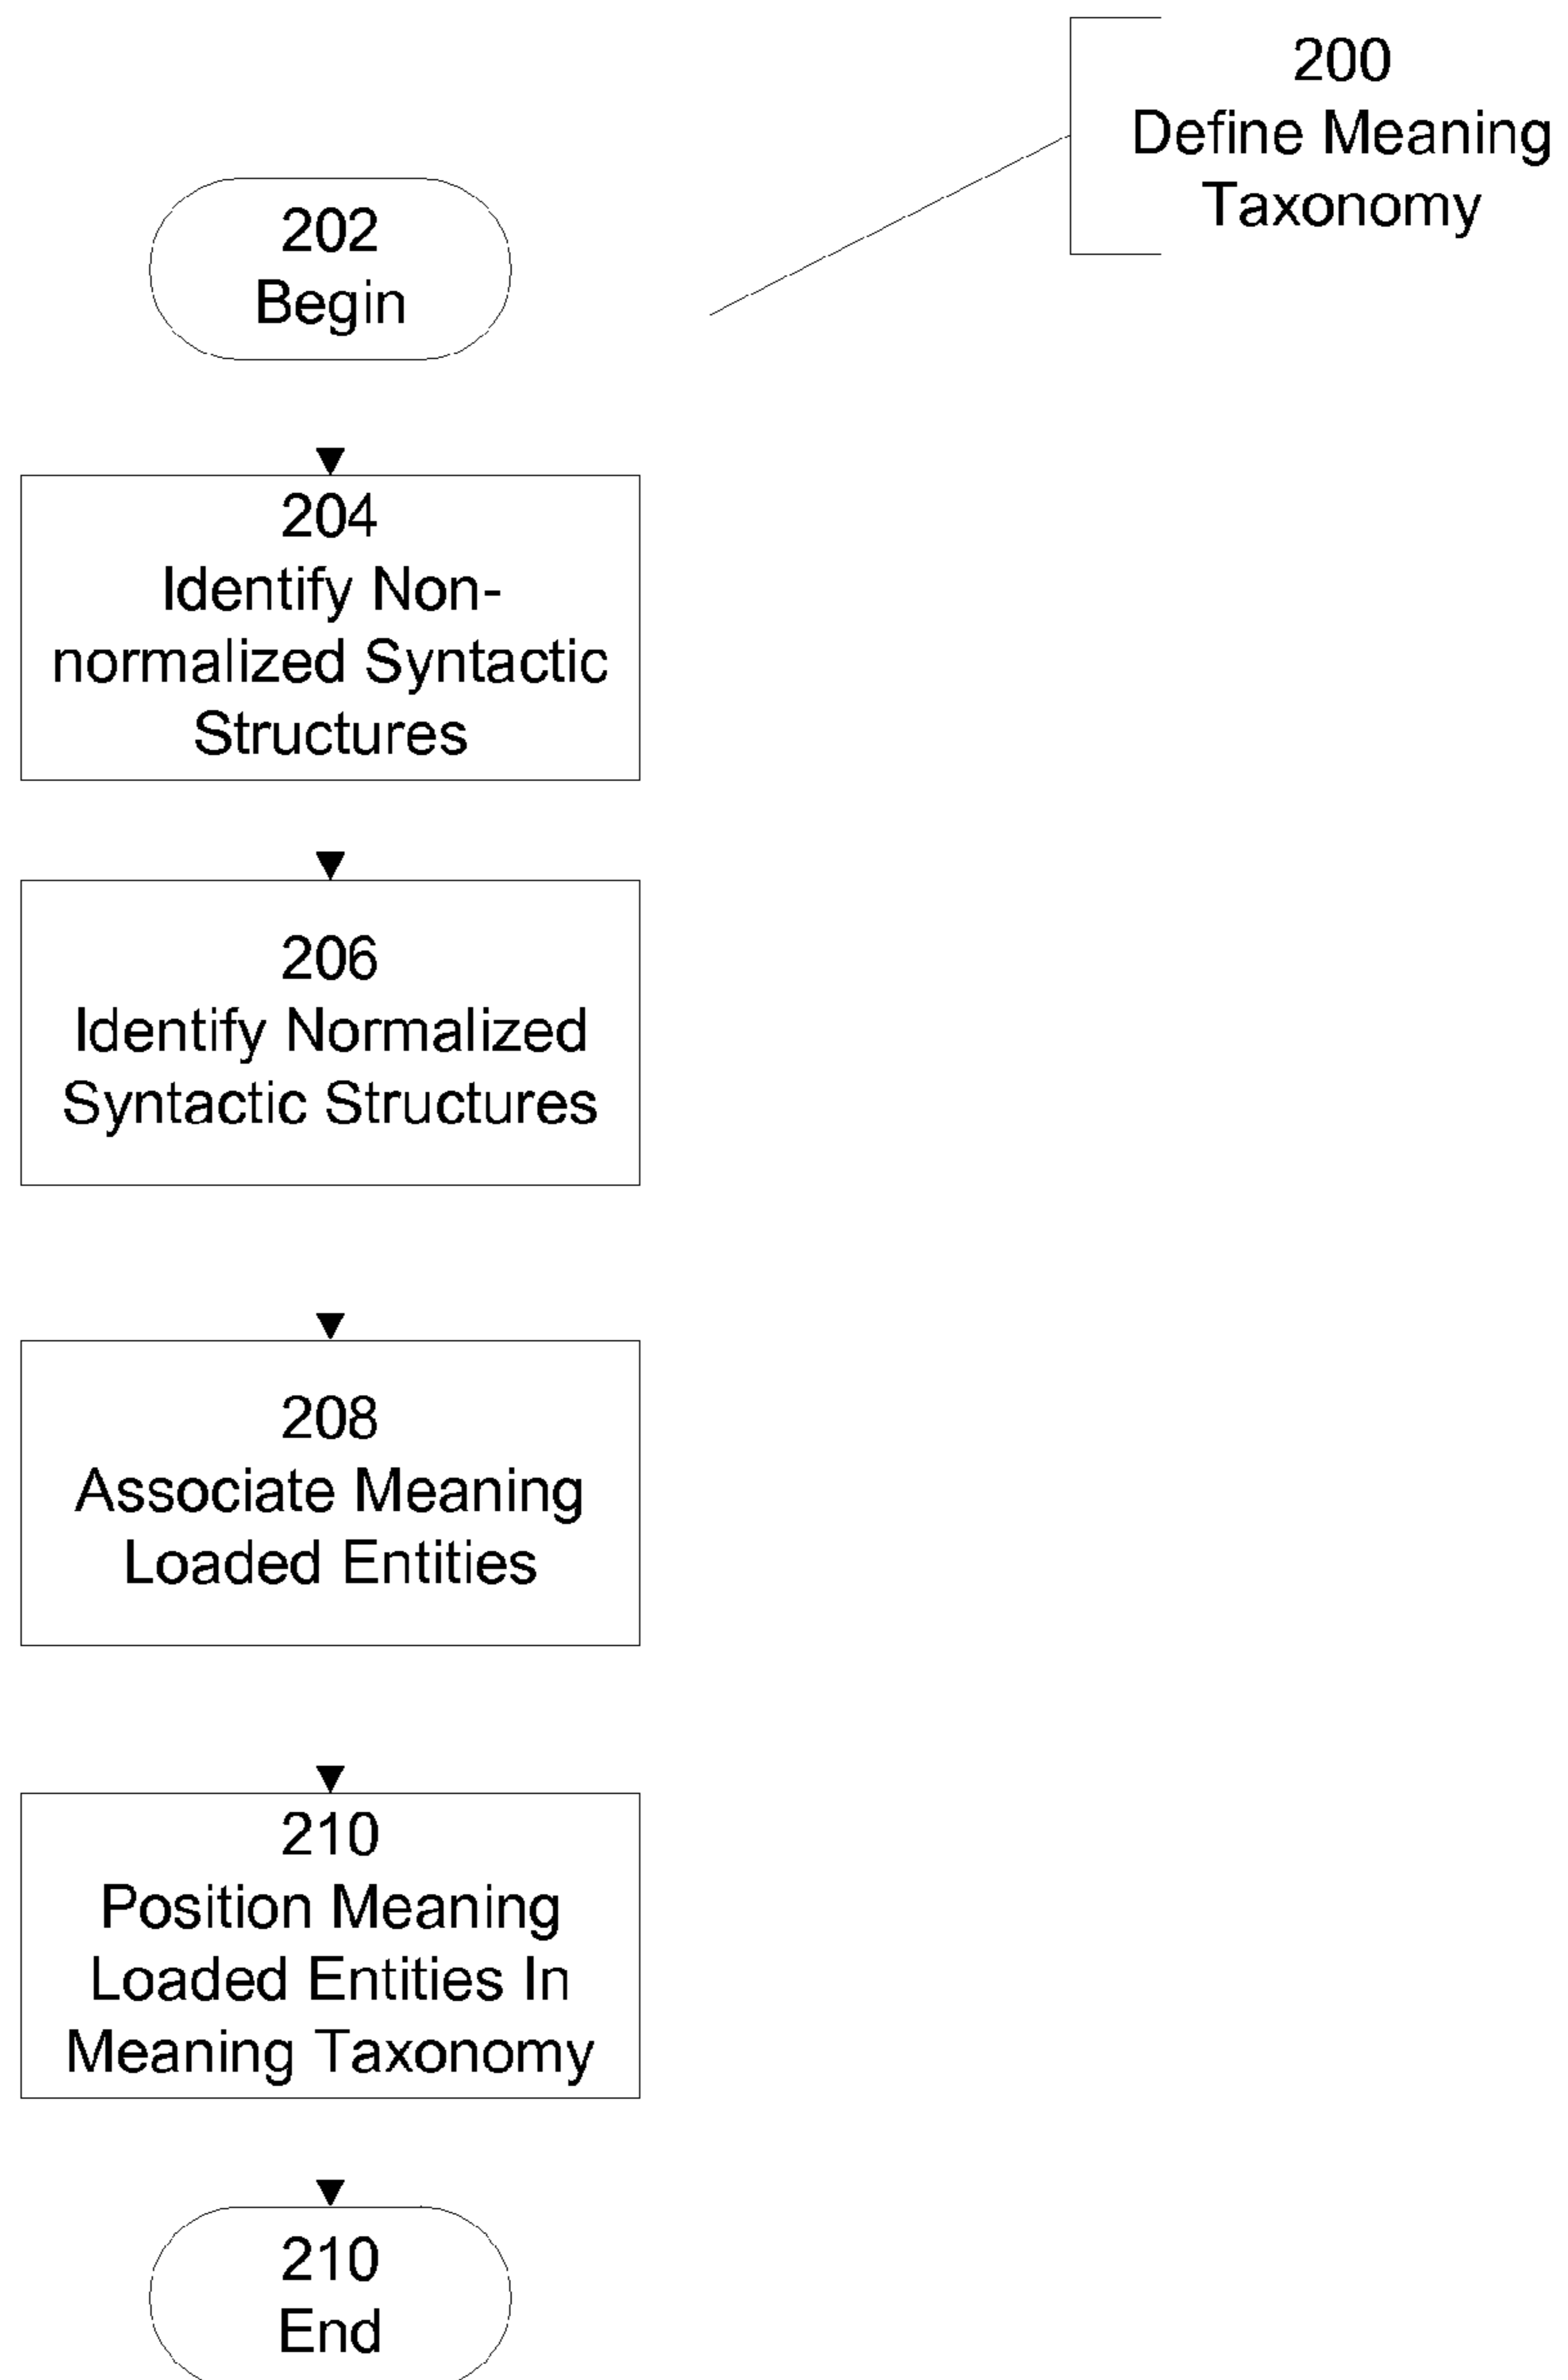 200
Define Meaning
Taxonomy
202
Begin
204
Identify Non-
normalized Syntactic
Structures
206
Identify Normalized
Syntactic Structures
208
Associate Meaning
Loaded Entities
210
Position Meaning
Loaded Entities In
Meaning Taxonomy
210
End